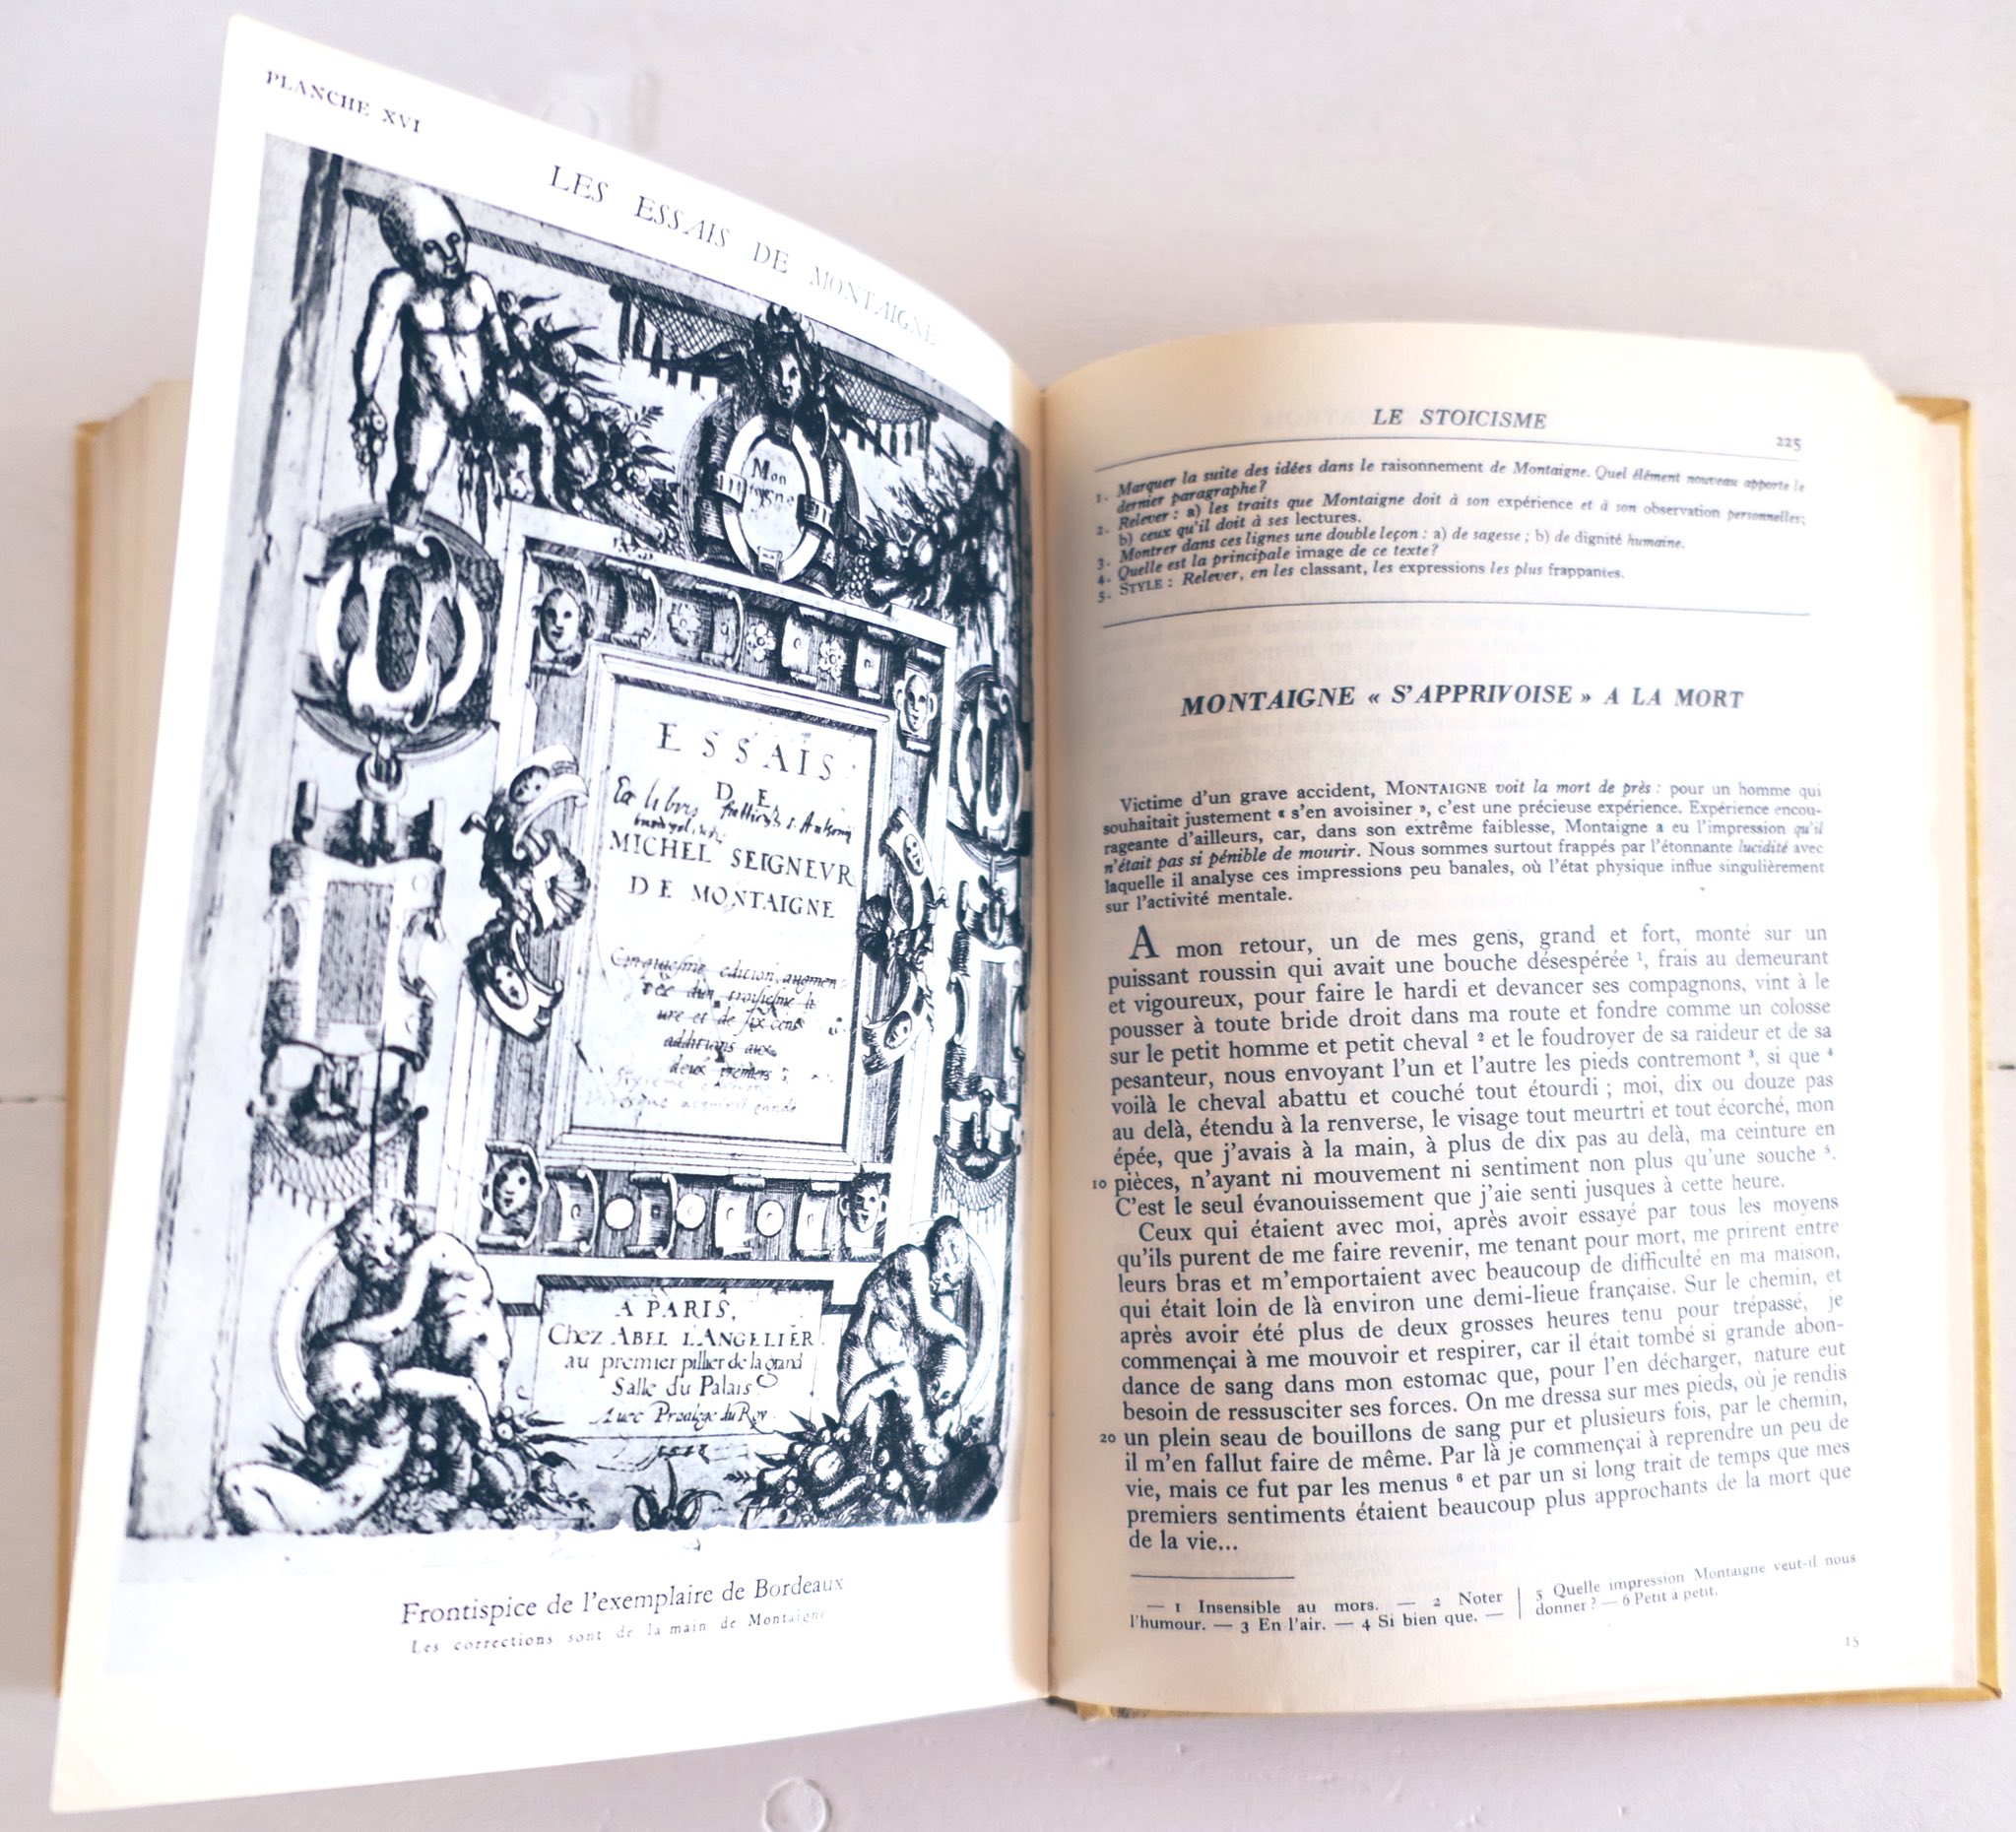 PLANCHE XVI
LES ESSAIS DE MONTAIGNE
Mon
taigne
ESSAIS
DE
Ex libris
MICHEL SEIGNEVR
DE MONTAIGNE
Cinquiesme edition, augmen-
tée d'un troisiesme li-
ure et de six cens
additions aux
deux premiers
A PARIS,
Chez ABEL L'ANGELIER
au premier pillier de la grand
Salle du Palais
Auec Priuilege du Roy
1588
Frontispice de l'exemplaire de Bordeaux
Les corrections sont de la main de Montaigne
LE STOICISME
225
1. Marquer la suite des idées dans le raisonnement de Montaigne. Quel élément nouveau apporte le
dernier paragraphe?
2. Relever : a) les traits que Montaigne doit à son expérience et à son observation personnelles;
b) ceux qu'il doit à ses lectures.
3. Montrer dans ces lignes une double leçon : a) de sagesse ; b) de dignité humaine.
4. Quelle est la principale image de ce texte?
5. STYLE : Relever, en les classant, les expressions les plus frappantes.
MONTAIGNE « S'APPRIVOISE » A LA MORT
Victime d'un grave accident, MONTAIGNE voit la mort de près : pour un homme qui
souhaitait justement « s'en avoisiner », c'est une précieuse expérience. Expérience encou-
rageante d'ailleurs, car, dans son extrême faiblesse, Montaigne a eu l'impression qu'il
n'était pas si pénible de mourir. Nous sommes surtout frappés par l'étonnante lucidité avec
laquelle il analyse ces impressions peu banales, où l'état physique influe singulièrement
sur l'activité mentale.
A mon retour, un de mes gens, grand et fort, monté sur un
puissant roussin qui avait une bouche désespérée ¹, frais au demeurant
et vigoureux, pour faire le hardi et devancer ses compagnons, vint à le
pousser à toute bride droit dans ma route et fondre comme un colosse
sur le petit homme et petit cheval ² et le foudroyer de sa raideur et de sa
pesanteur, nous envoyant l'un et l'autre les pieds contremont ³, si que ⁴
voilà le cheval abattu et couché tout étourdi ; moi, dix ou douze pas
au delà, étendu à la renverse, le visage tout meurtri et tout écorché, mon
épée, que j'avais à la main, à plus de dix pas au delà, ma ceinture en
10 pièces, n'ayant ni mouvement ni sentiment non plus qu'une souche ⁵.
C'est le seul évanouissement que j'aie senti jusques à cette heure.
Ceux qui étaient avec moi, après avoir essayé par tous les moyens
qu'ils purent de me faire revenir, me tenant pour mort, me prirent entre
leurs bras et m'emportaient avec beaucoup de difficulté en ma maison,
qui était loin de là environ une demi-lieue française. Sur le chemin, et
après avoir été plus de deux grosses heures tenu pour trépassé, je
commençai à me mouvoir et respirer, car il était tombé si grande abon-
dance de sang dans mon estomac que, pour l'en décharger, nature eut
besoin de ressusciter ses forces. On me dressa sur mes pieds, où je rendis
20 un plein seau de bouillons de sang pur et plusieurs fois, par le chemin,
il m'en fallut faire de même. Par là je commençai à reprendre un peu de
vie, mais ce fut par les menus ⁶ et par un si long trait de temps que mes
premiers sentiments étaient beaucoup plus approchants de la mort que
de la vie...
— 1 Insensible au mors. — 2 Noter
l'humour. — 3 En l'air. — 4 Si bien que. —
5 Quelle impression Montaigne veut-il nous
donner? — 6 Petit à petit.
15